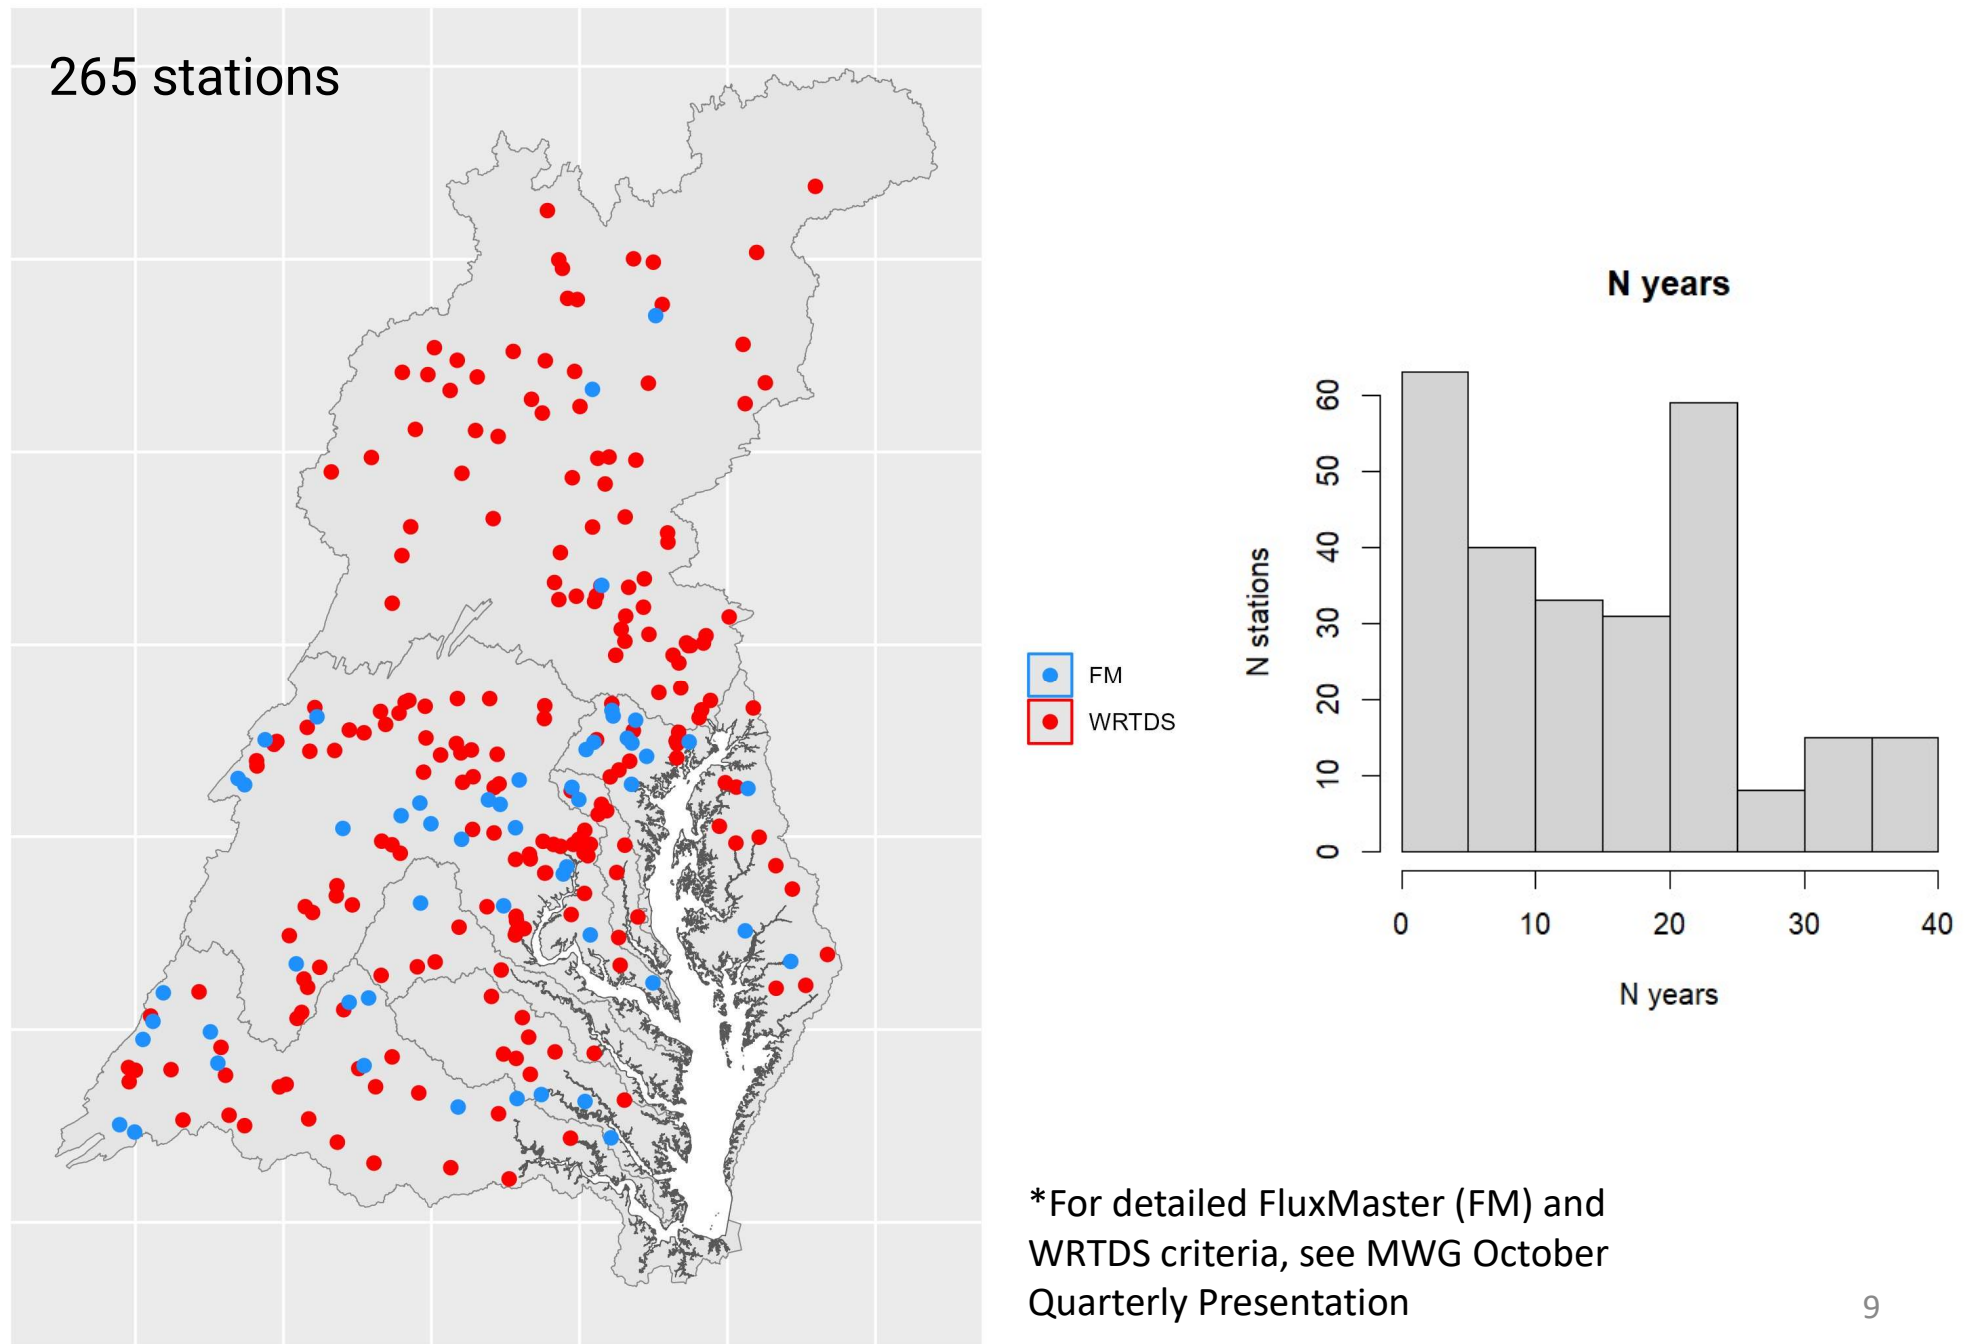 265 stations
FM
WRTDS
N years
N stations
60
50
40
30
20
10
0
0 10 20 30 40
N years
*For detailed FluxMaster (FM) and
WRTDS criteria, see MWG October
Quarterly Presentation
9